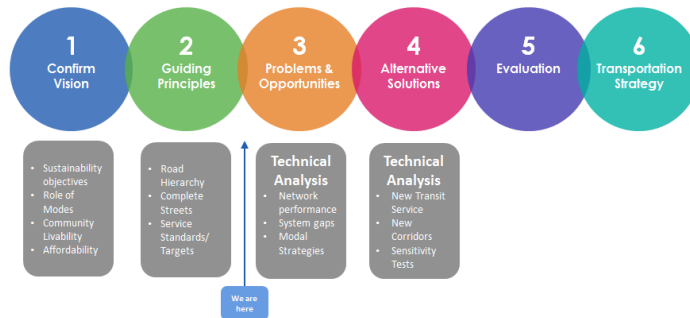 1
Confirm
Vision
2
Guiding
Principles
3
Problems &
Opportunities
4
Alternative
Solutions
5
Evaluation
6
Transportation
Strategy
• Sustainability
objectives
• Role of
Modes
• Community
Livability
• Affordability
• Road
Hierarchy
• Complete
Streets
• Service
Standards/
Targets
Technical
Analysis
• Network
performance
• System gaps
• Modal
Strategies
Technical
Analysis
• New Transit
Service
• New
Corridors
• Sensitivity
Tests
We are
here